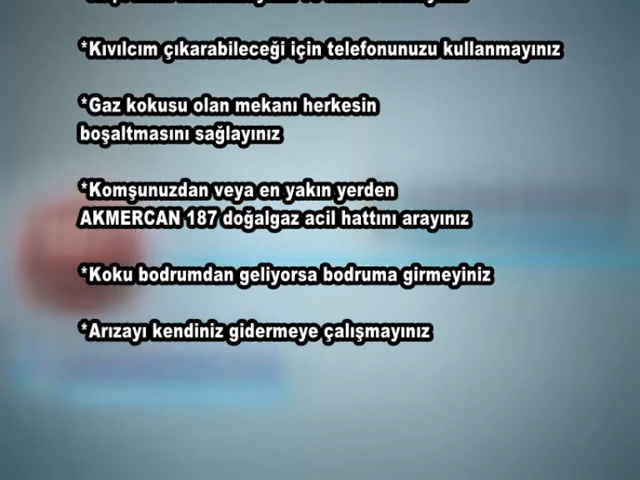 *Kıvılcım çıkarabileceği için telefonunuzu kullanmayınız
*Gaz kokusu olan mekanı herkesin
boşaltmasını sağlayınız
*Komşunuzdan veya en yakın yerden
AKMERCAN 187 doğalgaz acil hattını arayınız
*Koku bodrumdan geliyorsa bodruma girmeyiniz
*Arızayı kendiniz gidermeye çalışmayınız